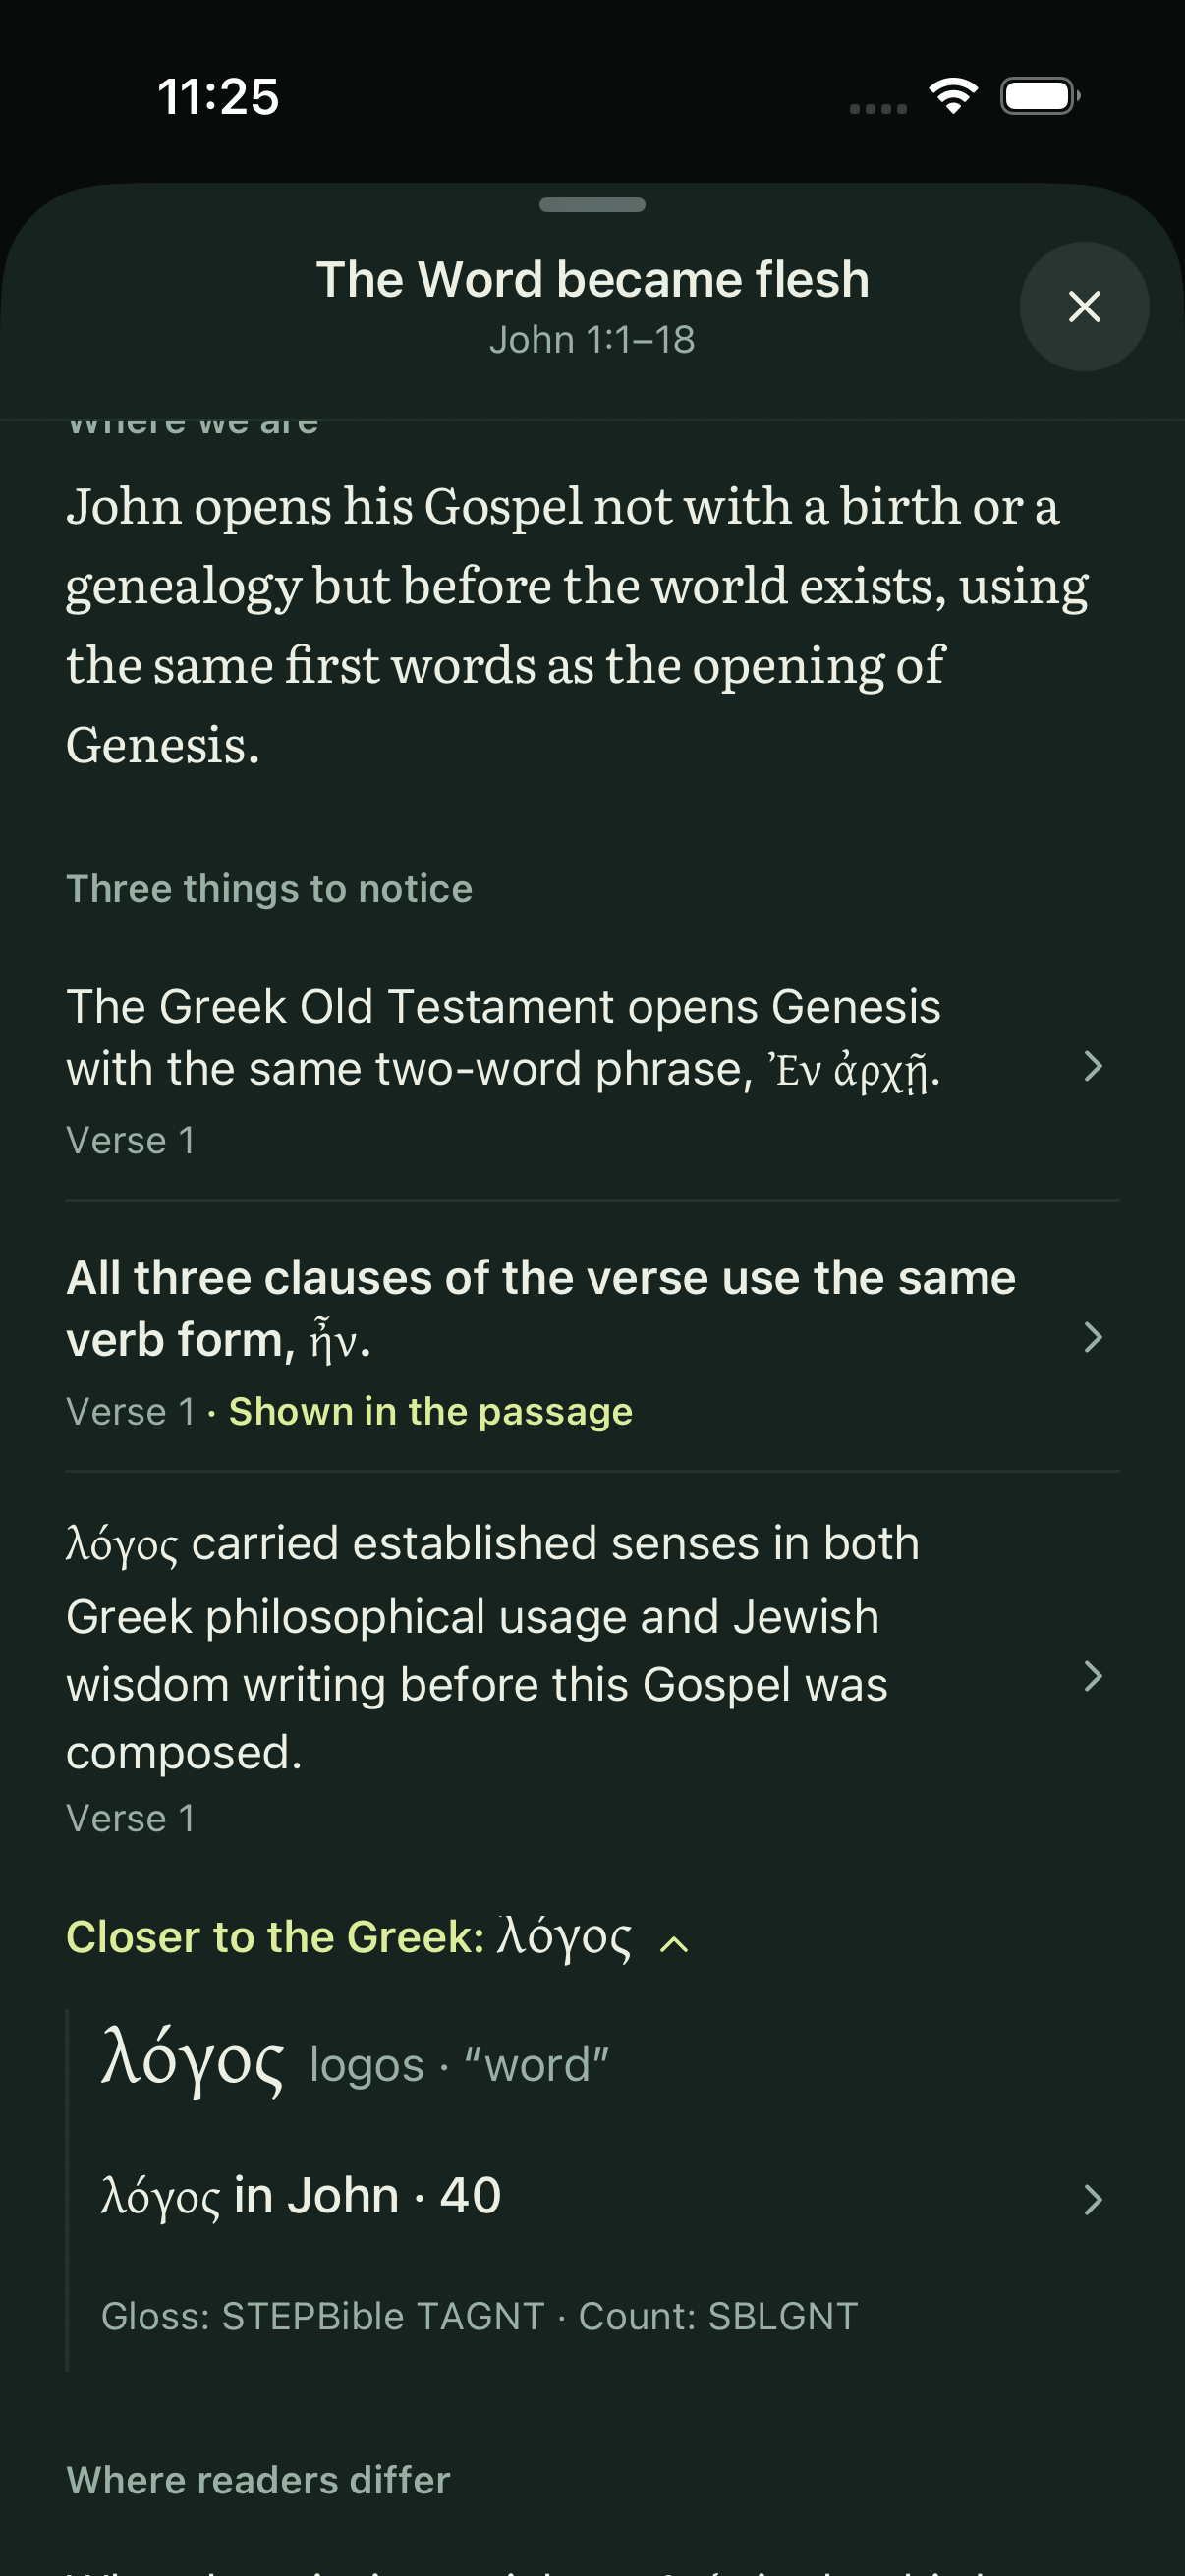 11:25
The Word became flesh
John 1:1–18
Where we are
John opens his Gospel not with a birth or a
genealogy but before the world exists, using
the same first words as the opening of
Genesis.
Three things to notice
The Greek Old Testament opens Genesis
with the same two-word phrase, Ἐν ἀρχῇ.
Verse 1
All three clauses of the verse use the same
verb form, ἦν.
Verse 1 · Shown in the passage
λόγος carried established senses in both
Greek philosophical usage and Jewish
wisdom writing before this Gospel was
composed.
Verse 1
Closer to the Greek: λόγος
λόγος logos · “word”
λόγος in John · 40
Gloss: STEPBible TAGNT · Count: SBLGNT
Where readers differ